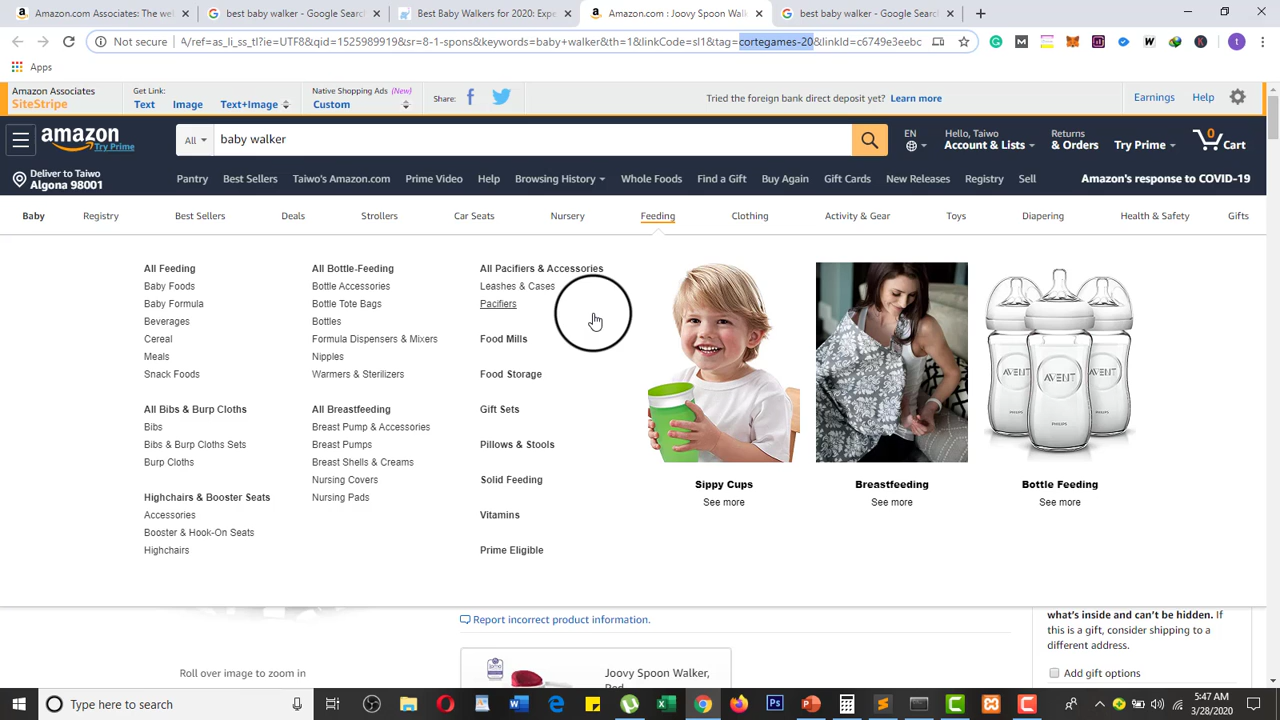 Amazon.com Associates: The wel
best baby walker - Google Searc
Best Baby Walkers for 2020: Expe
Amazon.com : Joovy Spoon Walk
best baby walker - Google Searc
Not secure
A/ref=as_li_ss_tl?ie=UTF8&qid=1525989919&sr=8-1-spons&keywords=baby+walker&th=1&linkCode=sl1&tag=cortegames-20&linkId=c6749e3eebc
Apps
Amazon Associates
SiteStripe
Get Link:
Text Image Text+Image
Native Shopping Ads (New)
Custom
Share:
Tried the foreign bank direct deposit yet? Learn more
Earnings Help
amazon
Try Prime
All
baby walker
EN
Hello, Taiwo
Account & Lists
Returns
& Orders
Try Prime
0
Cart
Deliver to Taiwo
Algona 98001
Pantry Best Sellers Taiwo's Amazon.com Prime Video Help Browsing History Whole Foods Find a Gift Buy Again Gift Cards New Releases Registry Sell
Amazon's response to COVID-19
Baby Registry Best Sellers Deals Strollers Car Seats Nursery Feeding Clothing Activity & Gear Toys Diapering Health & Safety Gifts
All Feeding
Baby Foods
Baby Formula
Beverages
Cereal
Meals
Snack Foods
All Bibs & Burp Cloths
Bibs
Bibs & Burp Cloths Sets
Burp Cloths
Highchairs & Booster Seats
Accessories
Booster & Hook-On Seats
Highchairs
All Bottle-Feeding
Bottle Accessories
Bottle Tote Bags
Bottles
Formula Dispensers & Mixers
Nipples
Warmers & Sterilizers
All Breastfeeding
Breast Pump & Accessories
Breast Pumps
Breast Shells & Creams
Nursing Covers
Nursing Pads
All Pacifiers & Accessories
Leashes & Cases
Pacifiers
Food Mills
Food Storage
Gift Sets
Pillows & Stools
Solid Feeding
Vitamins
Prime Eligible
Sippy Cups
See more
Breastfeeding
See more
AVENT
Bottle Feeding
See more
Report incorrect product information.
Roll over image to zoom in
Joovy Spoon Walker,
Red
what's inside and can't be hidden. If
this is a gift, consider shipping to a
different address.
Add gift options
Type here to search
5:47 AM
3/28/2020